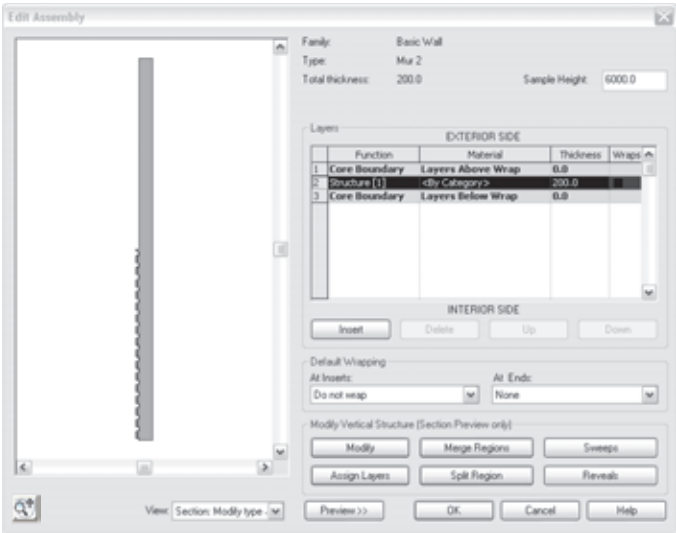 Edit Assembly
Family: Basic Wall
Type: Mur 2
Total thickness: 200.0 Sample Height: 6000.0
Layers
EXTERIOR SIDE
Function Material Thickness Wraps
1 Core Boundary Layers Above Wrap 0.0
2 Structure [1] <By Category> 200.0
3 Core Boundary Layers Below Wrap 0.0
INTERIOR SIDE
Insert Delete Up Down
Default Wrapping
At Inserts: At Ends:
Do not wrap None
Modify Vertical Structure (Section Preview only)
Modify Merge Regions Sweeps
Assign Layers Split Region Reveals
View: Section: Modify type Preview >> OK Cancel Help